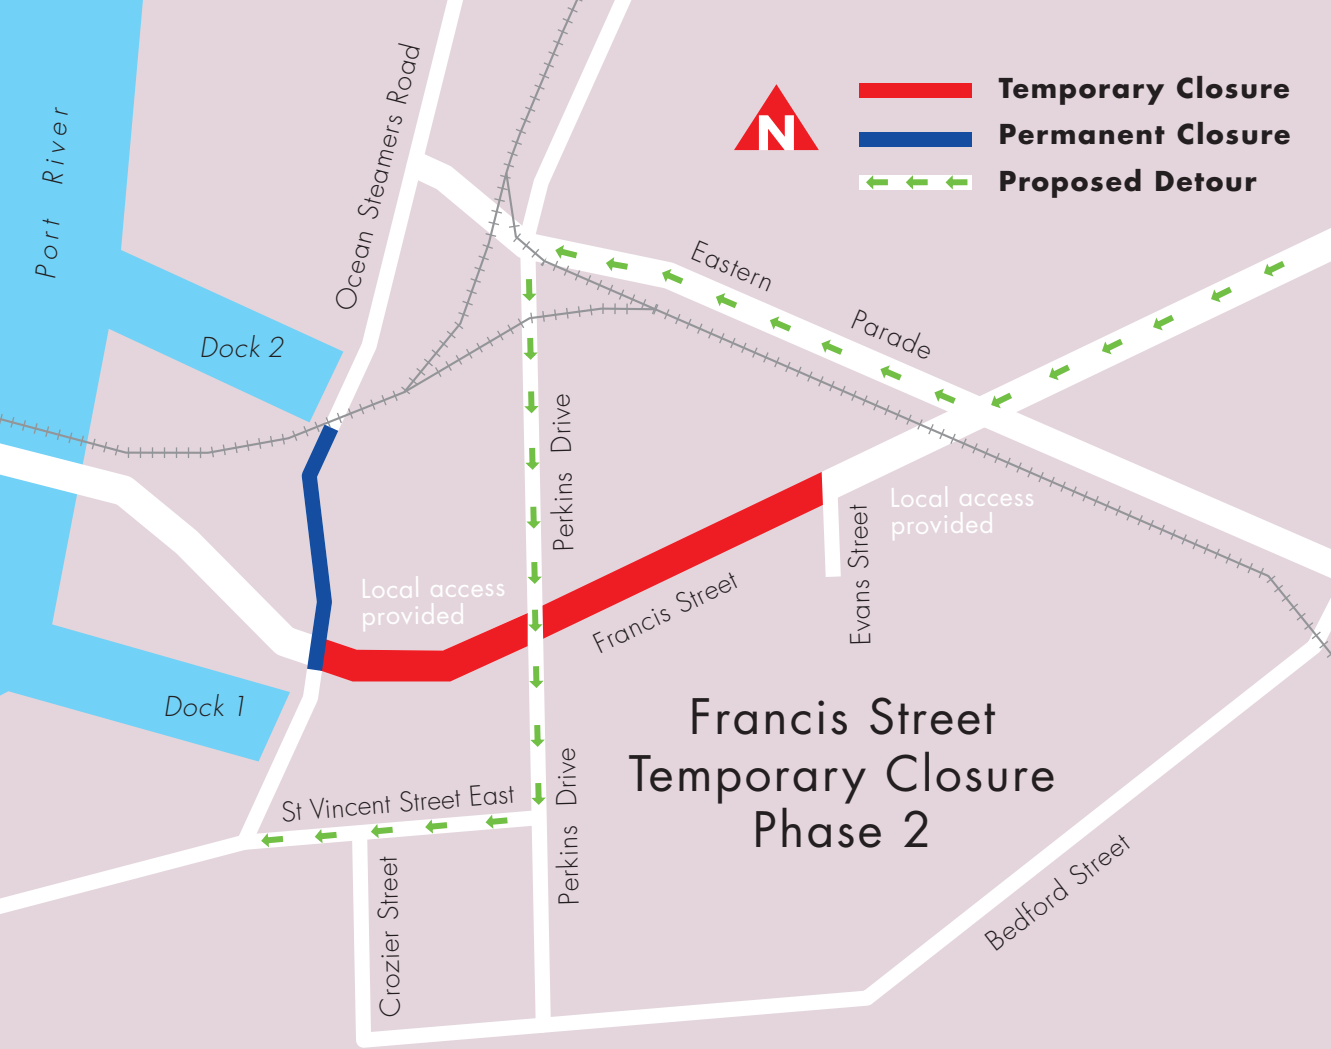 N
Temporary Closure
Permanent Closure
Proposed Detour
Port River
Ocean Steamers Road
Eastern
Parade
Dock 2
Perkins Drive
Local access
provided
Evans Street
Local access
provided
Francis Street
Dock 1
Francis Street
Temporary Closure
Phase 2
St Vincent Street East
Perkins Drive
Crozier Street
Bedford Street